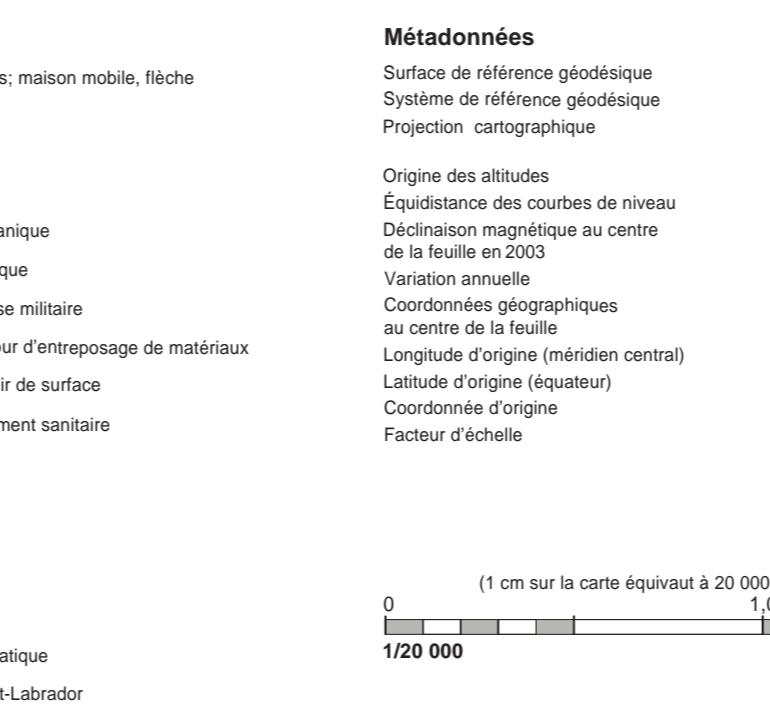 s; maison mobile, flèche
anique
que
se militaire
our d'entreposage de matériaux
ir de surface
ment sanitaire
atique
t-Labrador
Métadonnées
Surface de référence géodésique
Système de référence géodésique
Projection cartographique
Origine des altitudes
Équidistance des courbes de niveau
Déclinaison magnétique au centre
de la feuille en 2003
Variation annuelle
Coordonnées géographiques
au centre de la feuille
Longitude d'origine (méridien central)
Latitude d'origine (équateur)
Coordonnée d'origine
Facteur d'échelle
(1 cm sur la carte équivaut à 20 000
0 1,0
1/20 000